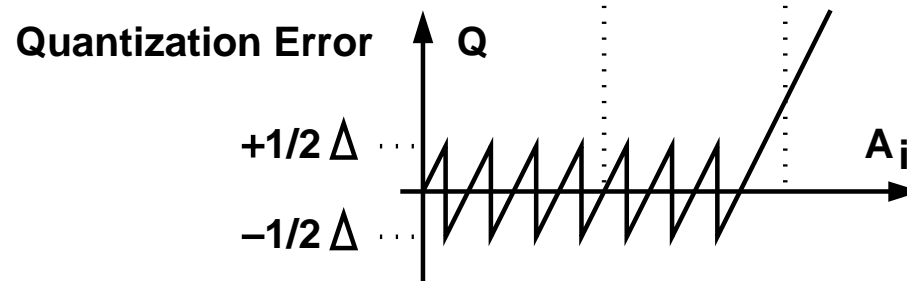 Quantization Error
Q
+1/2 Δ
A i
–1/2 Δ